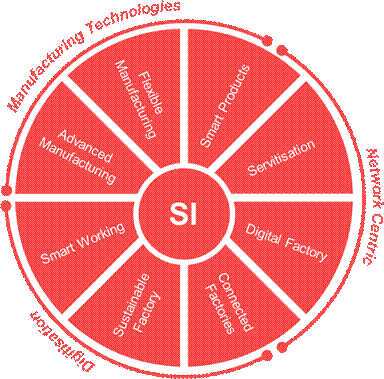 Manufacturing Technologies
Network Centric
Digitisation
Flexible
Manufacturing
Smart Products
Servitisation
Digital Factory
Connected
Factories
Sustainable
Factory
Smart Working
Advanced
Manufacturing
SI